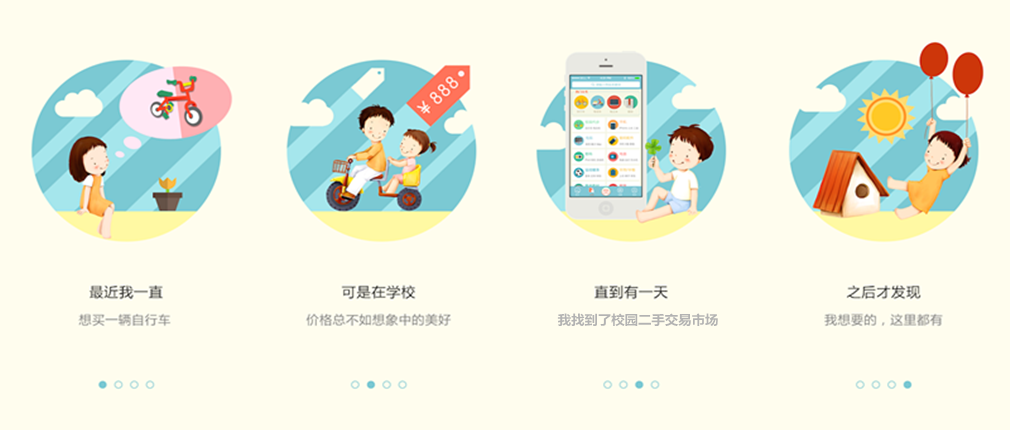 ¥ 888
最近我一直
想买一辆自行车
可是在学校
价格总不如想象中的美好
直到有一天
我找到了校园二手交易市场
之后才发现
我想要的，这里都有